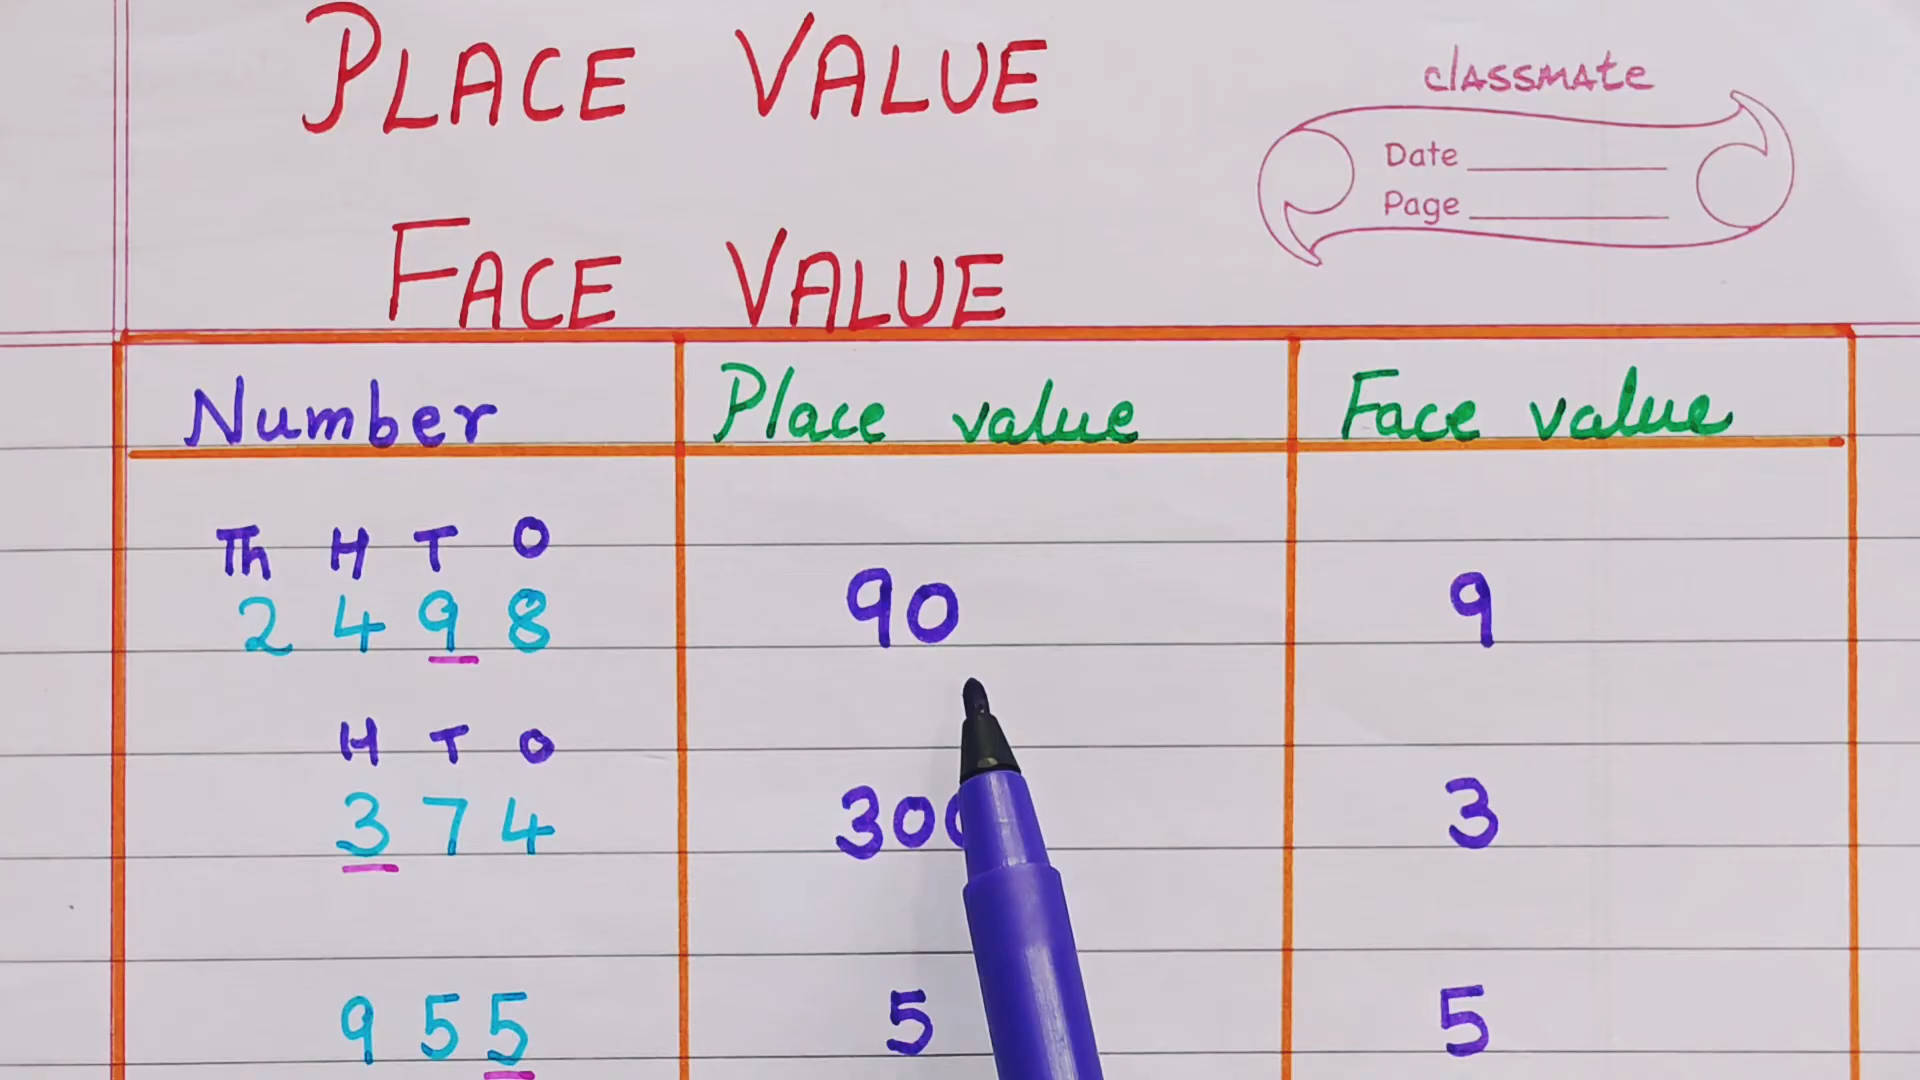 PLACE VALUE
classmate
Date
Page
FACE VALUE
Number Place value Face value
Th H T O
2 4 9 8 90 9
H T O
3 7 4 300 3
9 5 5 5 5